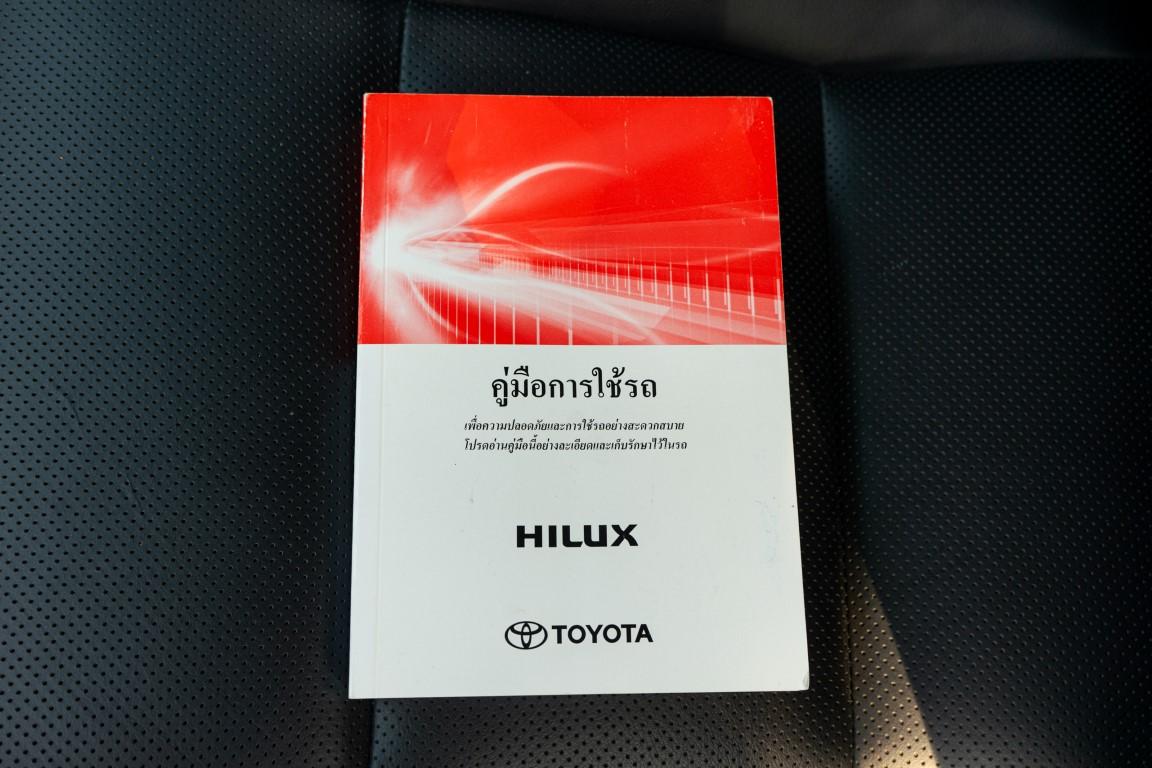 คู่มือการใช้รถ
เพื่อความปลอดภัยและการใช้รถอย่างสะดวกสบาย
โปรดอ่านคู่มือนี้อย่างละเอียดและเก็บรักษาไว้ในรถ
HILUX
TOYOTA